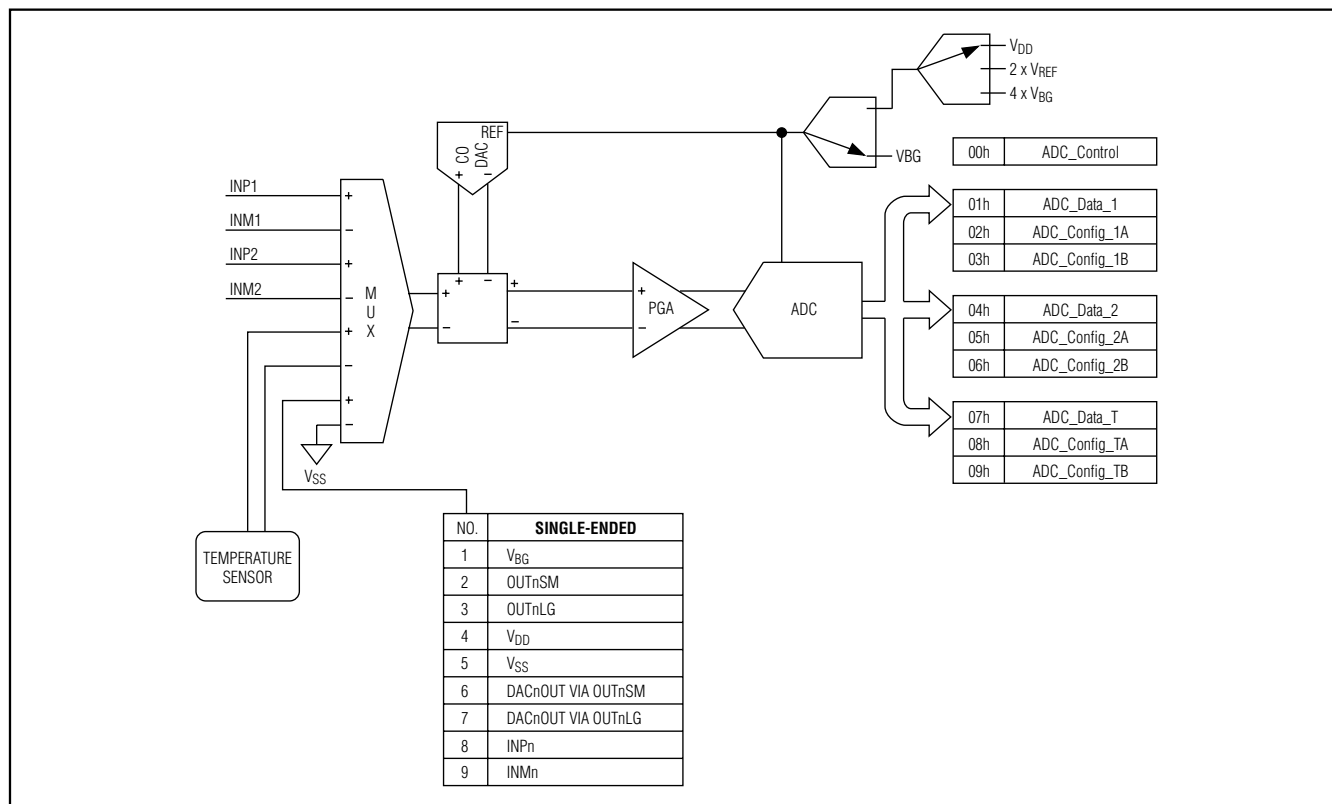 VDD
2 x VREF
4 x VBG
VBG
REF
CO DAC
+ −
00h ADC_Control
01h ADC_Data_1
02h ADC_Config_1A
03h ADC_Config_1B
04h ADC_Data_2
05h ADC_Config_2A
06h ADC_Config_2B
07h ADC_Data_T
08h ADC_Config_TA
09h ADC_Config_TB
INP1 +
INM1 −
INP2 +
INM2 −
+
−
+
−
MUX
+ −
+ +
− −
+
−
PGA
ADC
VSS
TEMPERATURE
SENSOR
NO. SINGLE-ENDED
1 VBG
2 OUTnSM
3 OUTnLG
4 VDD
5 VSS
6 DACnOUT VIA OUTnSM
7 DACnOUT VIA OUTnLG
8 INPn
9 INMn